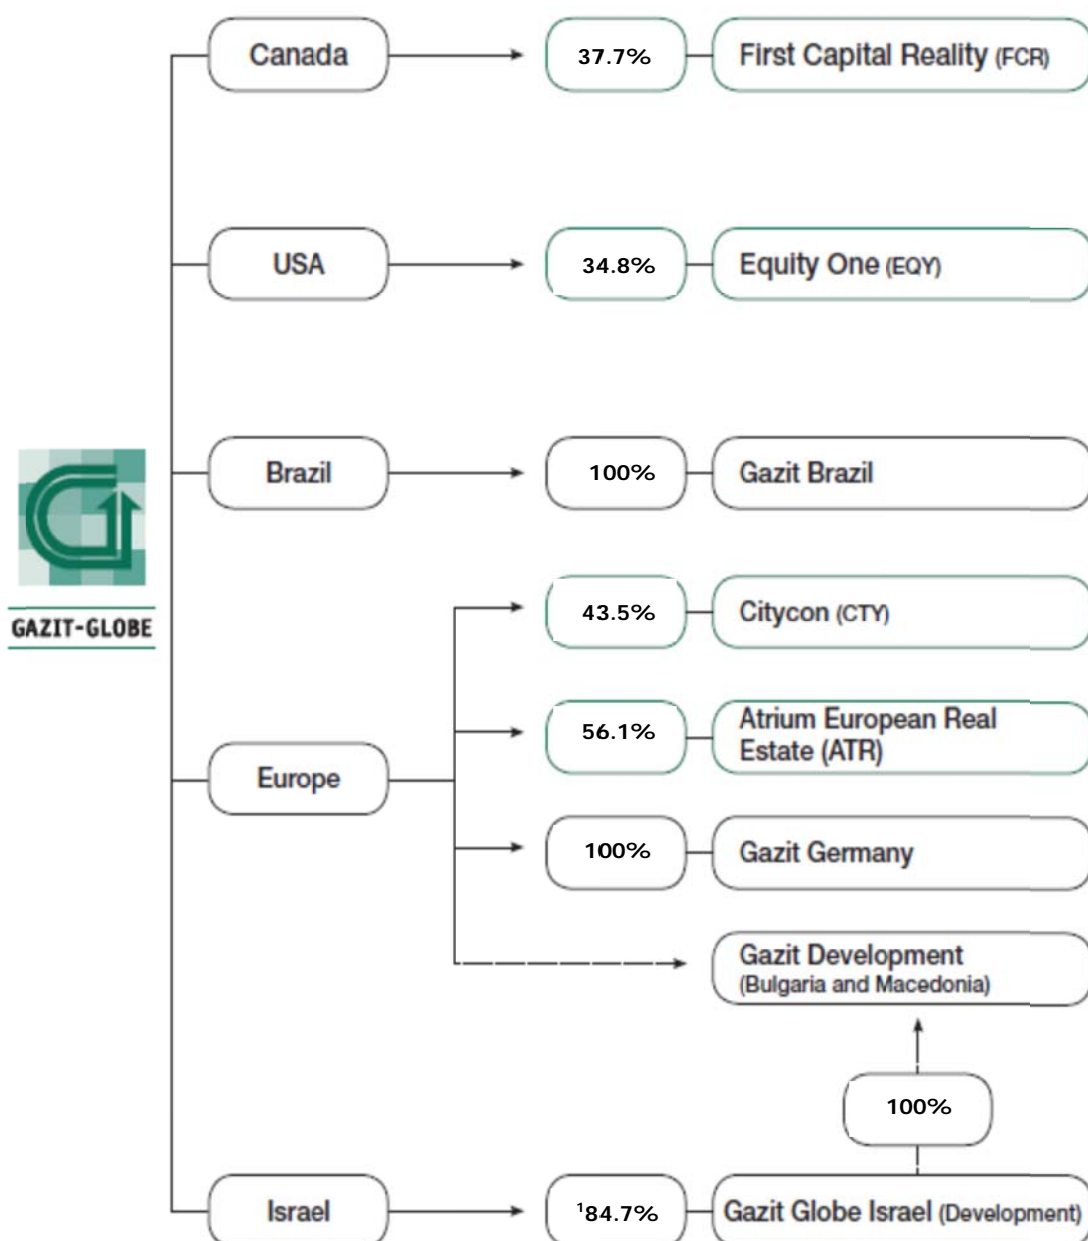 Canada
37.7%
First Capital Reality (FCR)
USA
34.8%
Equity One (EQY)
Brazil
100%
Gazit Brazil
GAZIT-GLOBE
Europe
43.5%
Citycon (CTY)
56.1%
Atrium European Real
Estate (ATR)
100%
Gazit Germany
Gazit Development
(Bulgaria and Macedonia)
100%
Israel
¹84.7%
Gazit Globe Israel (Development)